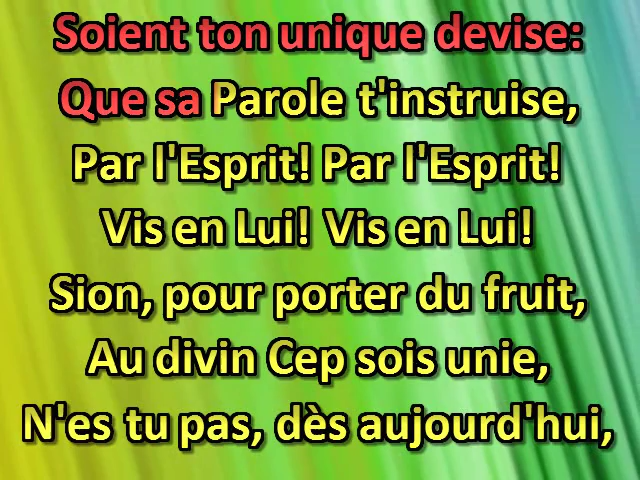 Soient ton unique devise:
Que sa Parole t'instruise,
Par l'Esprit! Par l'Esprit!
Vis en Lui! Vis en Lui!
Sion, pour porter du fruit,
Au divin Cep sois unie,
N'es tu pas, dès aujourd'hui,